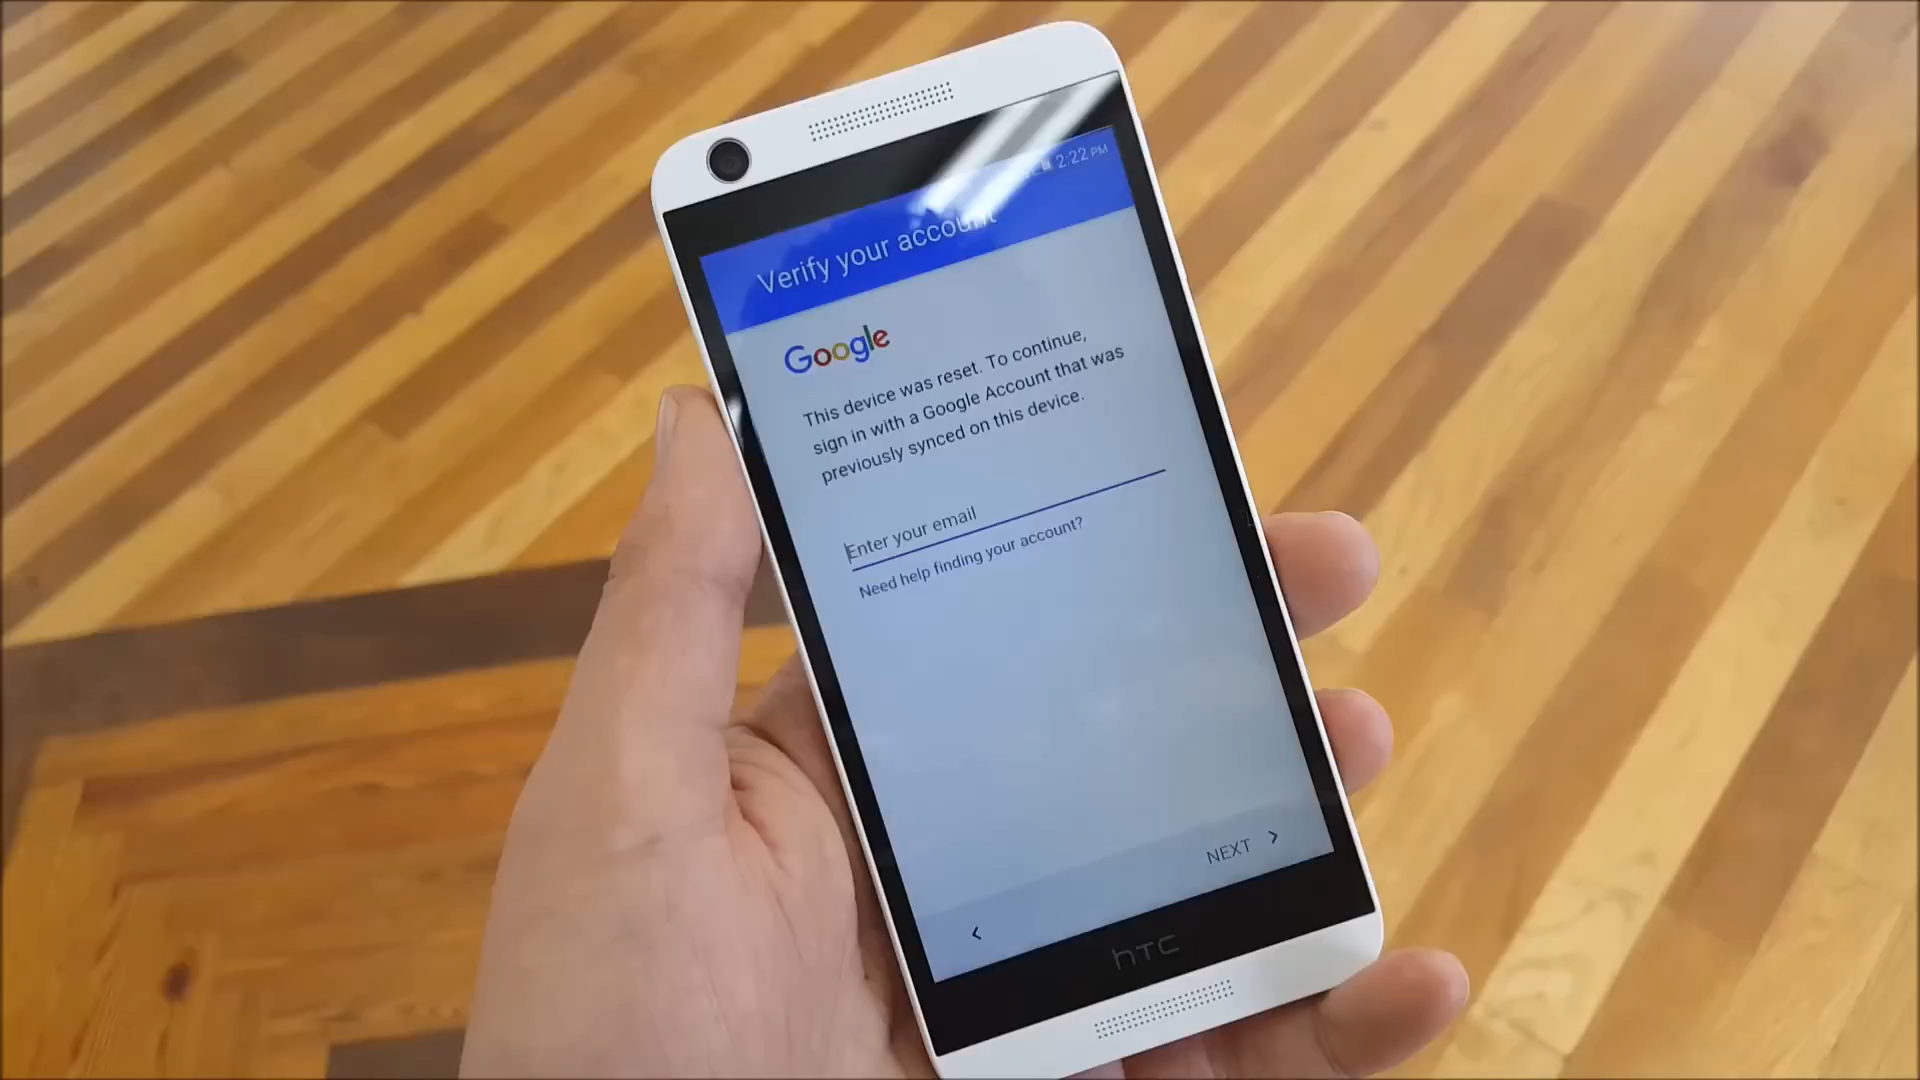 2:22 PM
Verify your account
Google
This device was reset. To continue,
sign in with a Google Account that was
previously synced on this device.
Enter your email
Need help finding your account?
NEXT >
<
hTC